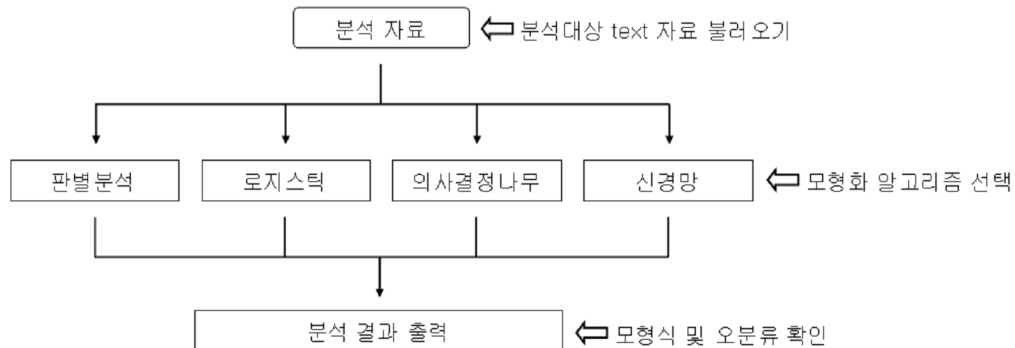 분석 자료
분석대상 text 자료 불러오기
판별분석
로지스틱
의사결정나무
신경망
모형화 알고리즘 선택
분석 결과 출력
모형식 및 오분류 확인